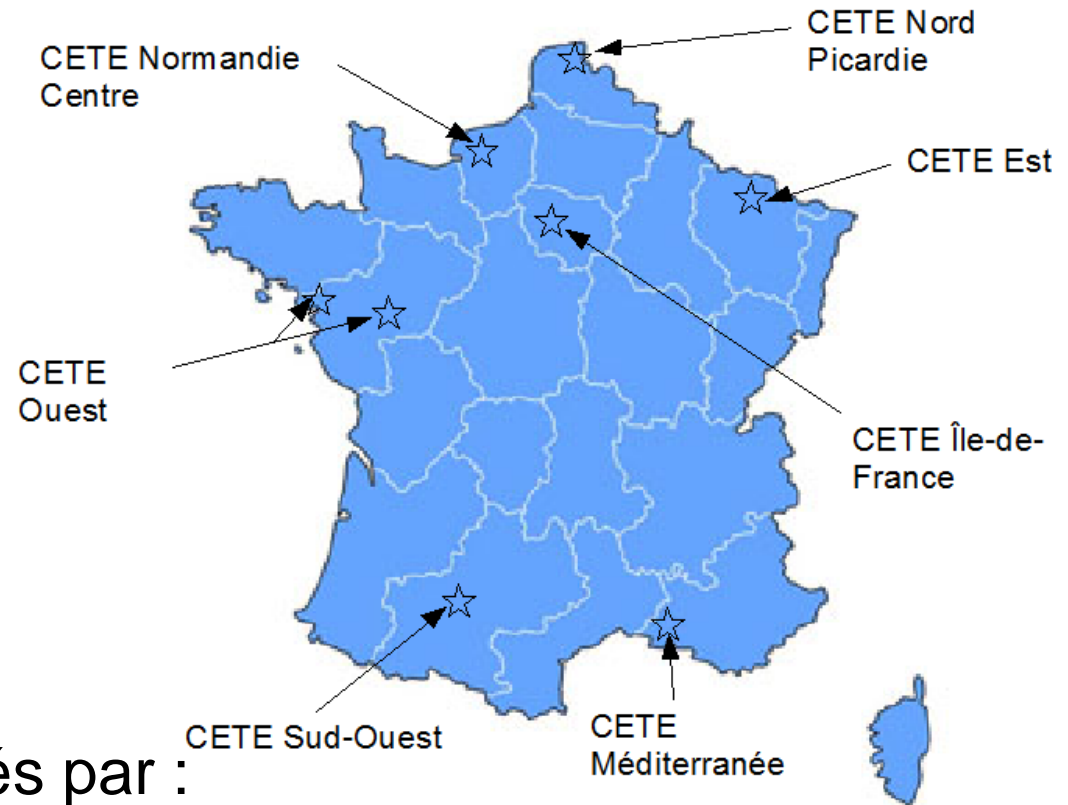 CETE Nord
Picardie
CETE Normandie
Centre
CETE Est
CETE
Ouest
CETE Île-de-
France
CETE Sud-Ouest
CETE
Méditerranée
és par :